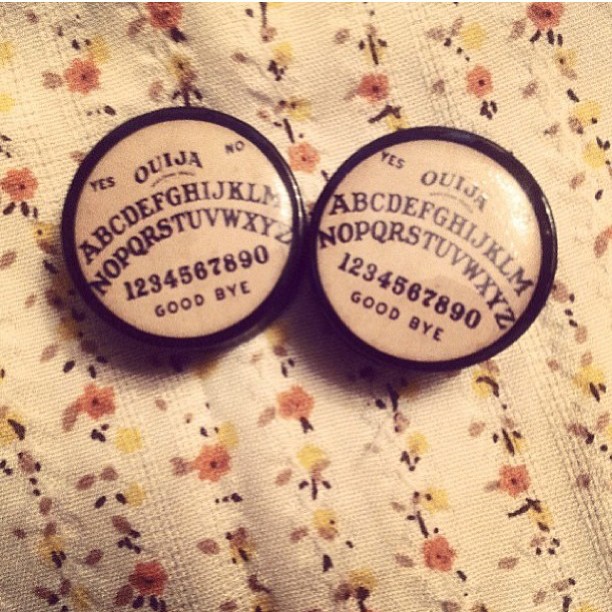 YES NO
OUIJA
ABCDEFGHIJKLM
NOPQRSTUVWXYZ
1234567890
GOOD BYE
YES
OUIJA
ABCDEFGHIJKLM
NOPQRSTUVWXYZ
1234567890
GOOD BYE